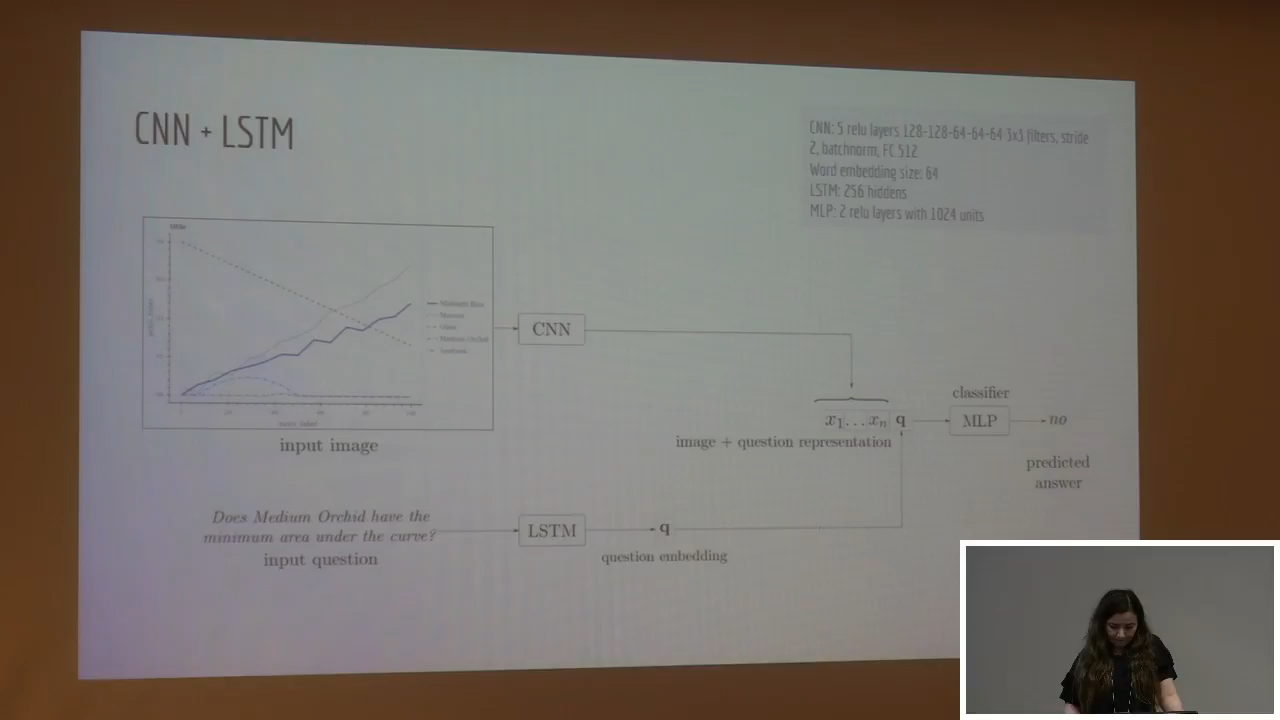 CNN + LSTM
CNN: 5 relu layers 128-128-64-64-64 3x3 filters, stride
2, batchnorm, FC 512
Word embedding size: 64
LSTM: 256 hiddens
MLP: 2 relu layers with 1024 units
Medium Orchid
CNN
input image
classifier
x1...xn q
MLP
no
image + question representation
predicted
answer
Does Medium Orchid have the
minimum area under the curve?
input question
LSTM
q
question embedding